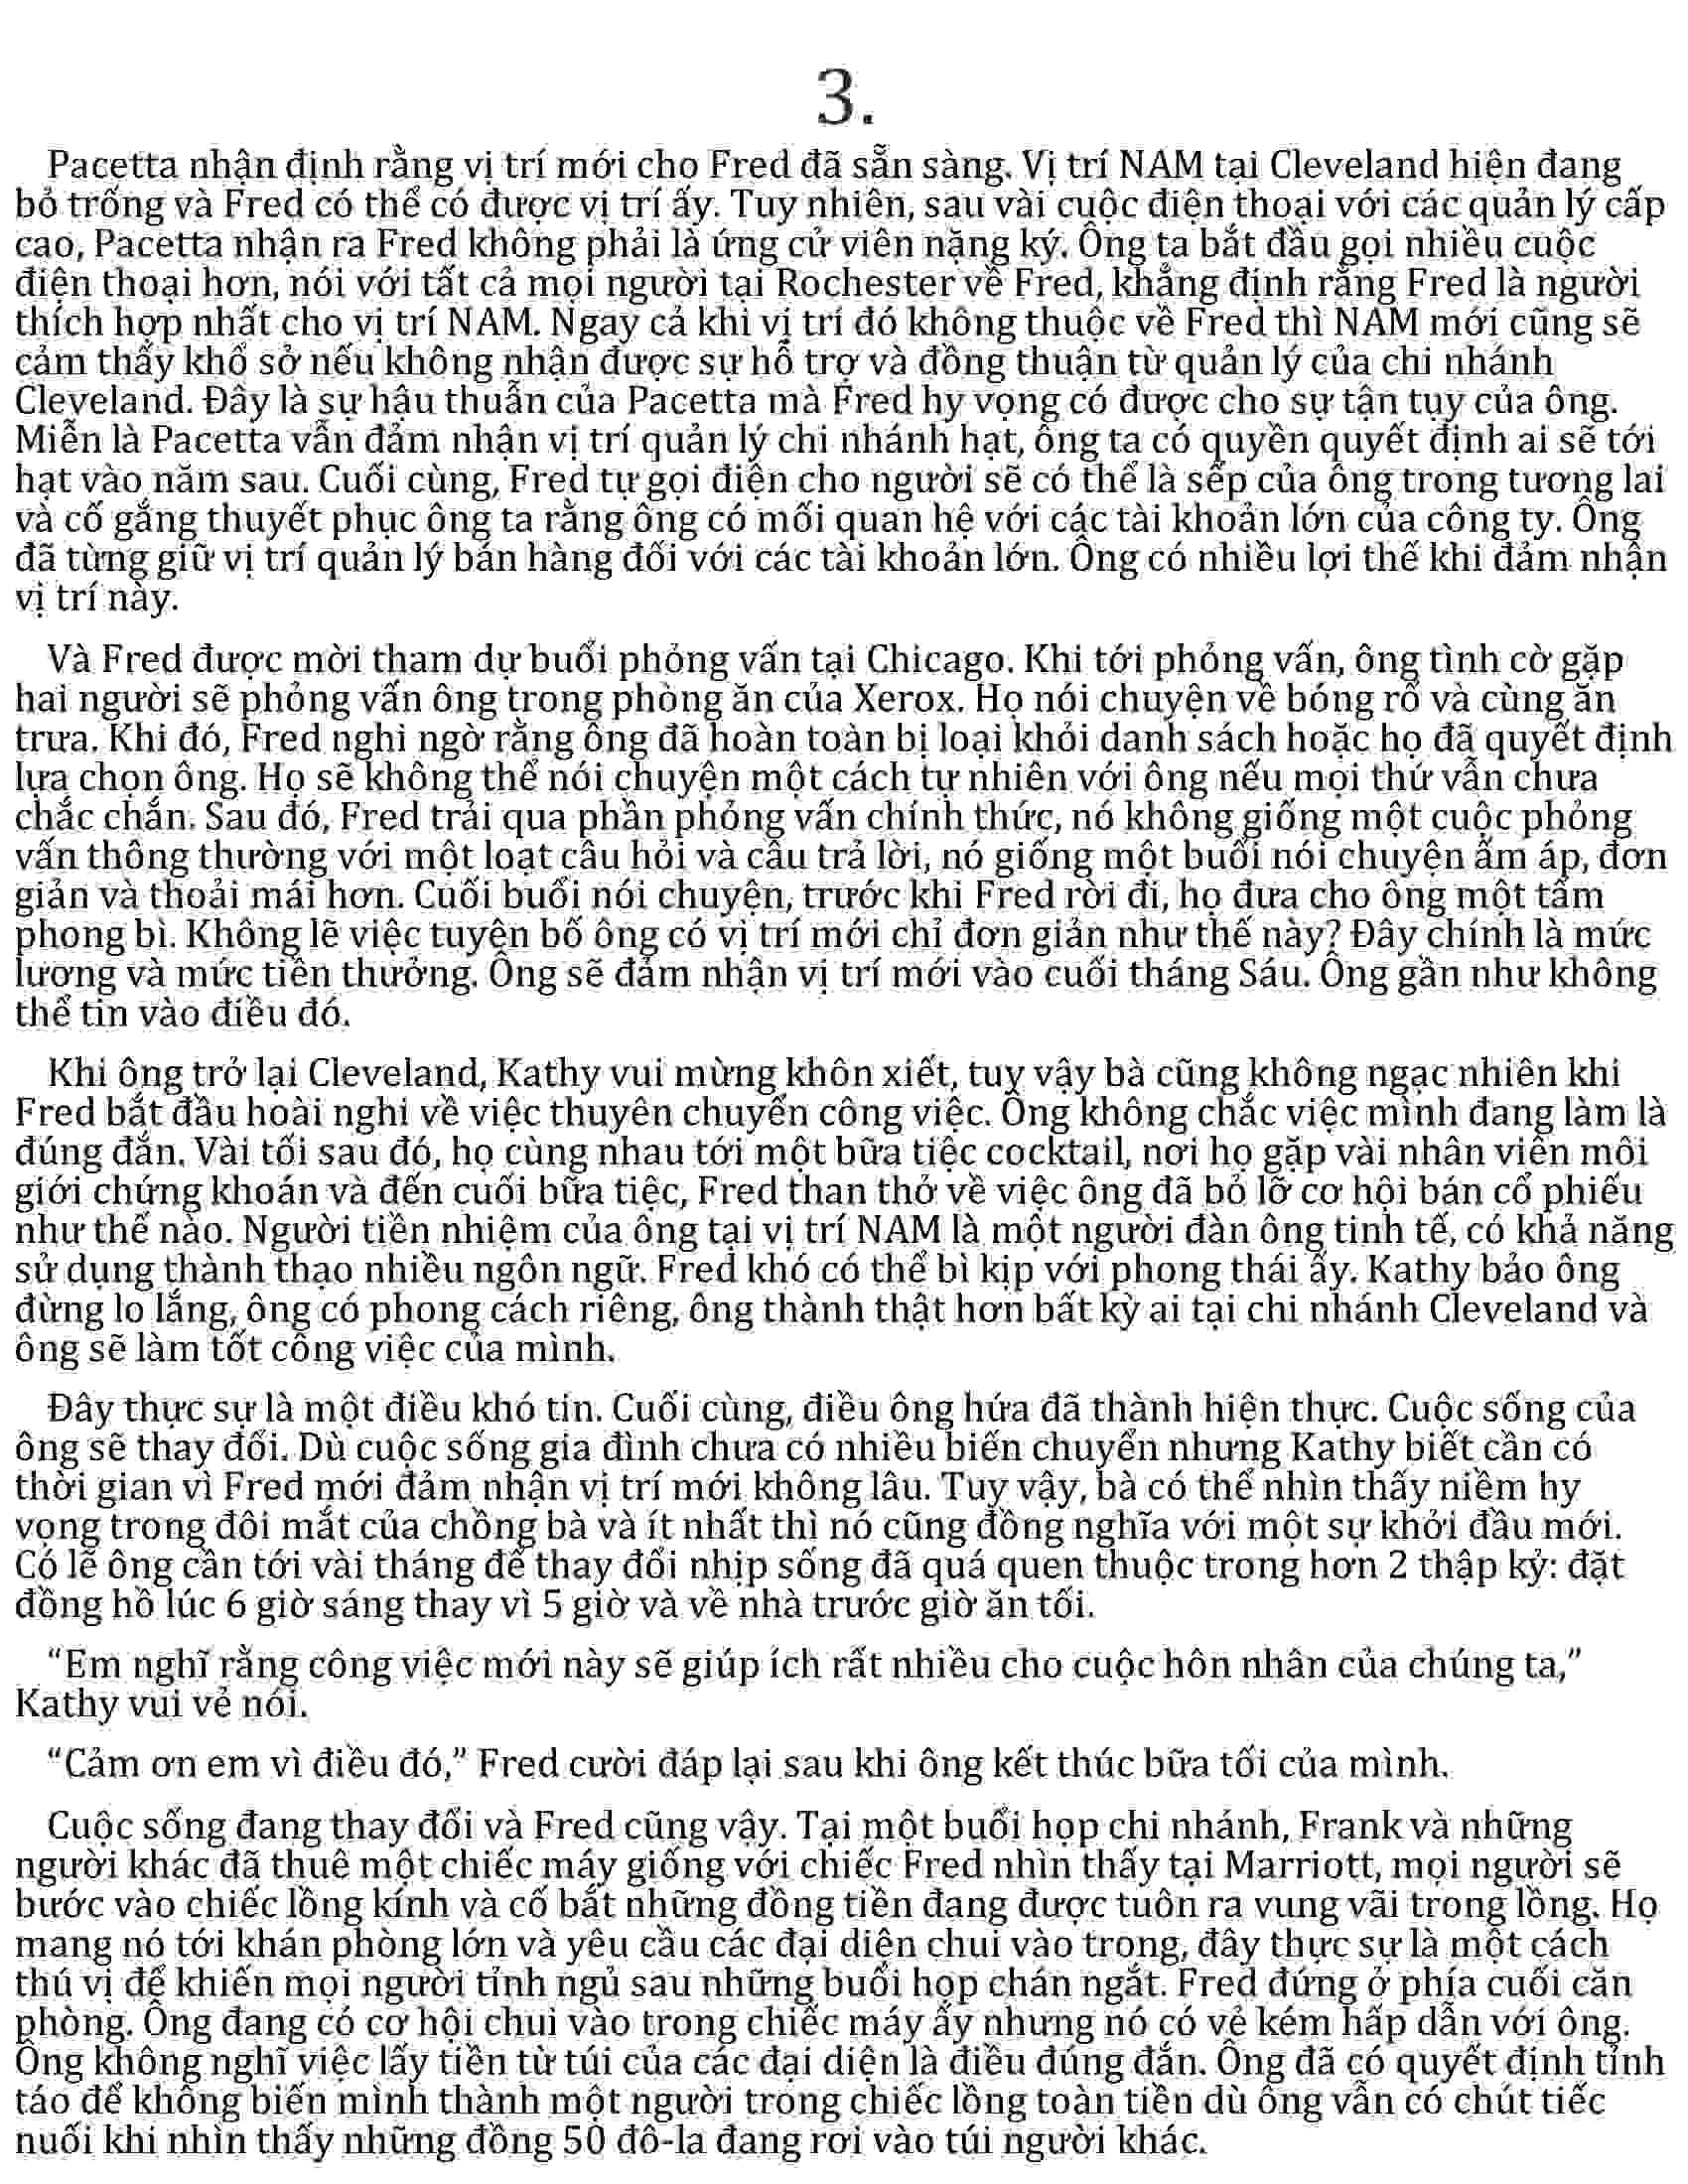 3.
Pacetta nhận định rằng vị trí mới cho Fred đã sẵn sàng. Vị trí NAM tại Cleveland hiện đang
bỏ trống và Fred có thể có được vị trí ấy. Tuy nhiên, sau vài cuộc điện thoại với các quản lý cấp
cao, Pacetta nhận ra Fred không phải là ứng cử viên nặng ký. Ông ta bắt đầu gọi nhiều cuộc
điện thoại hơn, nói với tất cả mọi người tại Rochester về Fred, khẳng định rằng Fred là người
thích hợp nhất cho vị trí NAM. Ngay cả khi vị trí đó không thuộc về Fred thì NAM mới cũng sẽ
cảm thấy khổ sở nếu không nhận được sự hỗ trợ và đồng thuận từ quản lý của chi nhánh
Cleveland. Đây là sự hậu thuẫn của Pacetta mà Fred hy vọng có được cho sự tận tụy của ông.
Miễn là Pacetta vẫn đảm nhận vị trí quản lý chi nhánh hạt, ông ta có quyền quyết định ai sẽ tới
hạt vào năm sau. Cuối cùng, Fred tự gọi điện cho người sẽ có thể là sếp của ông trong tương lai
và cố gắng thuyết phục ông ta rằng ông có mối quan hệ với các tài khoản lớn của công ty. Ông
đã từng giữ vị trí quản lý bán hàng đối với các tài khoản lớn. Ông có nhiều lợi thế khi đảm nhận
vị trí này.
Và Fred được mời tham dự buổi phỏng vấn tại Chicago. Khi tới phỏng vấn, ông tình cờ gặp
hai người sẽ phỏng vấn ông trong phòng ăn của Xerox. Họ nói chuyện về bóng rổ và cùng ăn
trưa. Khi đó, Fred nghi ngờ rằng ông đã hoàn toàn bị loại khỏi danh sách hoặc họ đã quyết định
lựa chọn ông. Họ sẽ không thể nói chuyện một cách tự nhiên với ông nếu mọi thứ vẫn chưa
chắc chắn. Sau đó, Fred trải qua phần phỏng vấn chính thức, nó không giống một cuộc phỏng
vấn thông thường với một loạt câu hỏi và câu trả lời, nó giống một buổi nói chuyện ấm áp, đơn
giản và thoải mái hơn. Cuối buổi nói chuyện, trước khi Fred rời đi, họ đưa cho ông một tấm
phong bì. Không lẽ việc tuyên bố ông có vị trí mới chỉ đơn giản như thế này? Đây chính là mức
lương và mức tiền thưởng. Ông sẽ đảm nhận vị trí mới vào cuối tháng Sáu. Ông gần như không
thể tin vào điều đó.
Khi ông trở lại Cleveland, Kathy vui mừng khôn xiết, tuy vậy bà cũng không ngạc nhiên khi
Fred bắt đầu hoài nghi về việc thuyên chuyển công việc. Ông không chắc việc mình đang làm là
đúng đắn. Vài tối sau đó, họ cùng nhau tới một bữa tiệc cocktail, nơi họ gặp vài nhân viên môi
giới chứng khoán và đến cuối bữa tiệc, Fred than thở về việc ông đã bỏ lỡ cơ hội bán cổ phiếu
như thế nào. Người tiền nhiệm của ông tại vị trí NAM là một người đàn ông tinh tế, có khả năng
sử dụng thành thạo nhiều ngôn ngữ. Fred khó có thể bì kịp với phong thái ấy. Kathy bảo ông
đừng lo lắng, ông có phong cách riêng, ông thành thật hơn bất kỳ ai tại chi nhánh Cleveland và
ông sẽ làm tốt công việc của mình.
Đây thực sự là một điều khó tin. Cuối cùng, điều ông hứa đã thành hiện thực. Cuộc sống của
ông sẽ thay đổi. Dù cuộc sống gia đình chưa có nhiều biến chuyển nhưng Kathy biết cần có
thời gian vì Fred mới đảm nhận vị trí mới không lâu. Tuy vậy, bà có thể nhìn thấy niềm hy
vọng trong đôi mắt của chồng bà và ít nhất thì nó cũng đồng nghĩa với một sự khởi đầu mới.
Có lẽ ông cần tới vài tháng để thay đổi nhịp sống đã quá quen thuộc trong hơn 2 thập kỷ: đặt
đồng hồ lúc 6 giờ sáng thay vì 5 giờ và về nhà trước giờ ăn tối.
“Em nghĩ rằng công việc mới này sẽ giúp ích rất nhiều cho cuộc hôn nhân của chúng ta,”
Kathy vui vẻ nói.
“Cảm ơn em vì điều đó,” Fred cười đáp lại sau khi ông kết thúc bữa tối của mình.
Cuộc sống đang thay đổi và Fred cũng vậy. Tại một buổi họp chi nhánh, Frank và những
người khác đã thuê một chiếc máy giống với chiếc Fred nhìn thấy tại Marriott, mọi người sẽ
bước vào chiếc lồng kính và cố bắt những đồng tiền đang được tuôn ra vung vãi trong lồng. Họ
mang nó tới khán phòng lớn và yêu cầu các đại diện chui vào trong, đây thực sự là một cách
thú vị để khiến mọi người tỉnh ngủ sau những buổi họp chán ngắt. Fred đứng ở phía cuối căn
phòng. Ông đang có cơ hội chui vào trong chiếc máy ấy nhưng nó có vẻ kém hấp dẫn với ông.
Ông không nghĩ việc lấy tiền từ túi của các đại diện là điều đúng đắn. Ông đã có quyết định tỉnh
táo để không biến mình thành một người trong chiếc lồng toàn tiền dù ông vẫn có chút tiếc
nuối khi nhìn thấy những đồng 50 đô-la đang rơi vào túi người khác.